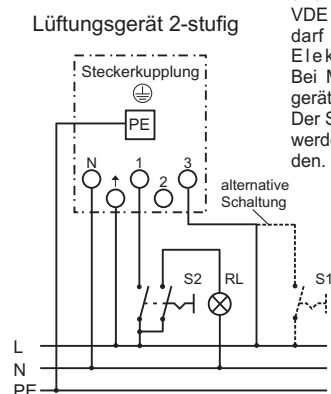 Lüftungsgerät 2-stufig
VDE
darf
Elek
Bei M
gerät
Der S
werde
den.
Steckerkupplung
PE
N
1
3
2
alternative
Schaltung
S2
RL
S1
L
N
PE